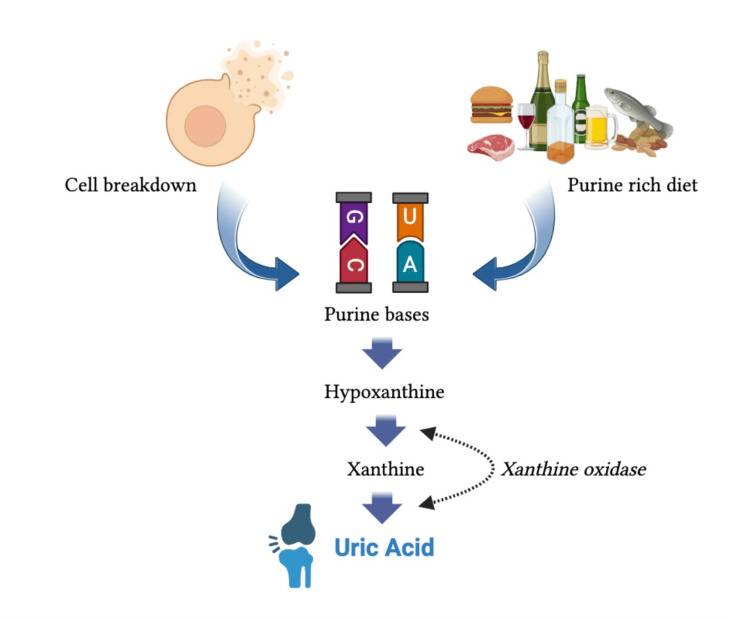 Cell breakdown
Purine rich diet
G U
C A
Purine bases
Hypoxanthine
Xanthine
Xanthine oxidase
Uric Acid